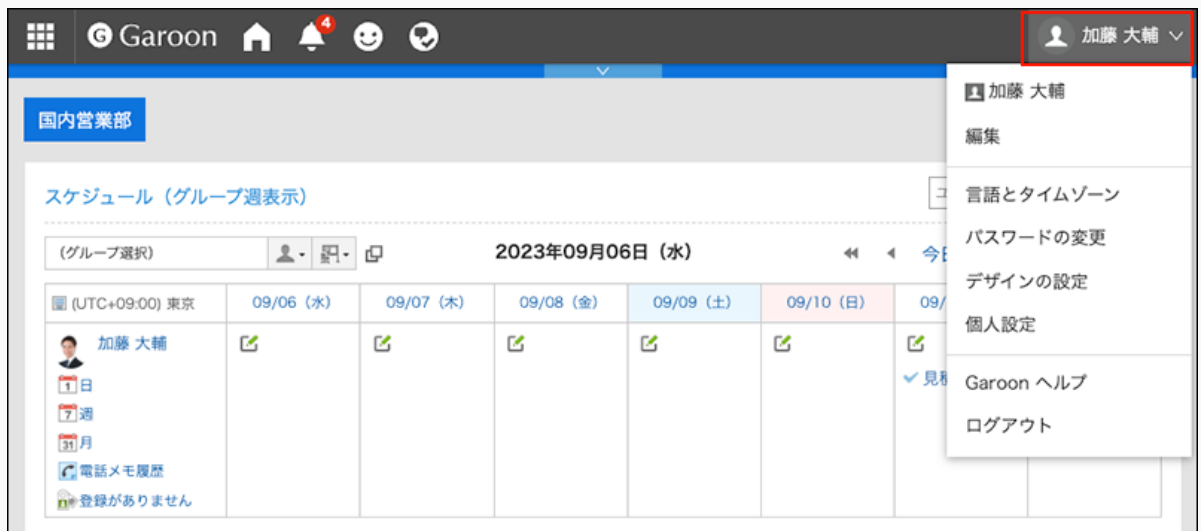 Garoon
4
加藤 大輔
加藤 大輔
編集
言語とタイムゾーン
パスワードの変更
デザインの設定
個人設定
Garoon ヘルプ
ログアウト
国内営業部
スケジュール（グループ週表示）
(グループ選択)
2023年09月06日（水）
(UTC+09:00) 東京
09/06（水）
09/07（木）
09/08（金）
09/09（土）
09/10（日）
09/
加藤 大輔
1 日
7 週
31 月
電話メモ履歴
登録がありません